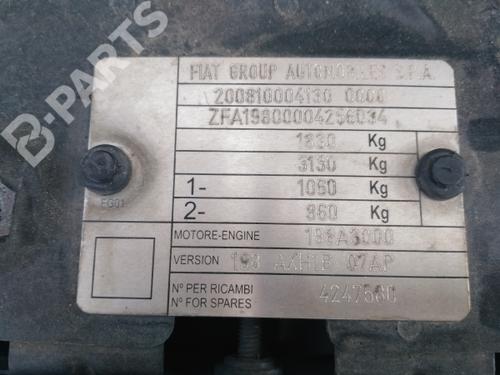 B-PARTS
FIAT GROUP AUTOMOBILES S.P.A.
200810004130 0000
ZFA19800004256034
1830 Kg
3130 Kg
1- 1050 Kg
2- 860 Kg
EG01
MOTORE-ENGINE 198A3000
VERSION 198 AXH1B 07AP
N° PER RICAMBI
N° FOR SPARES
4247580